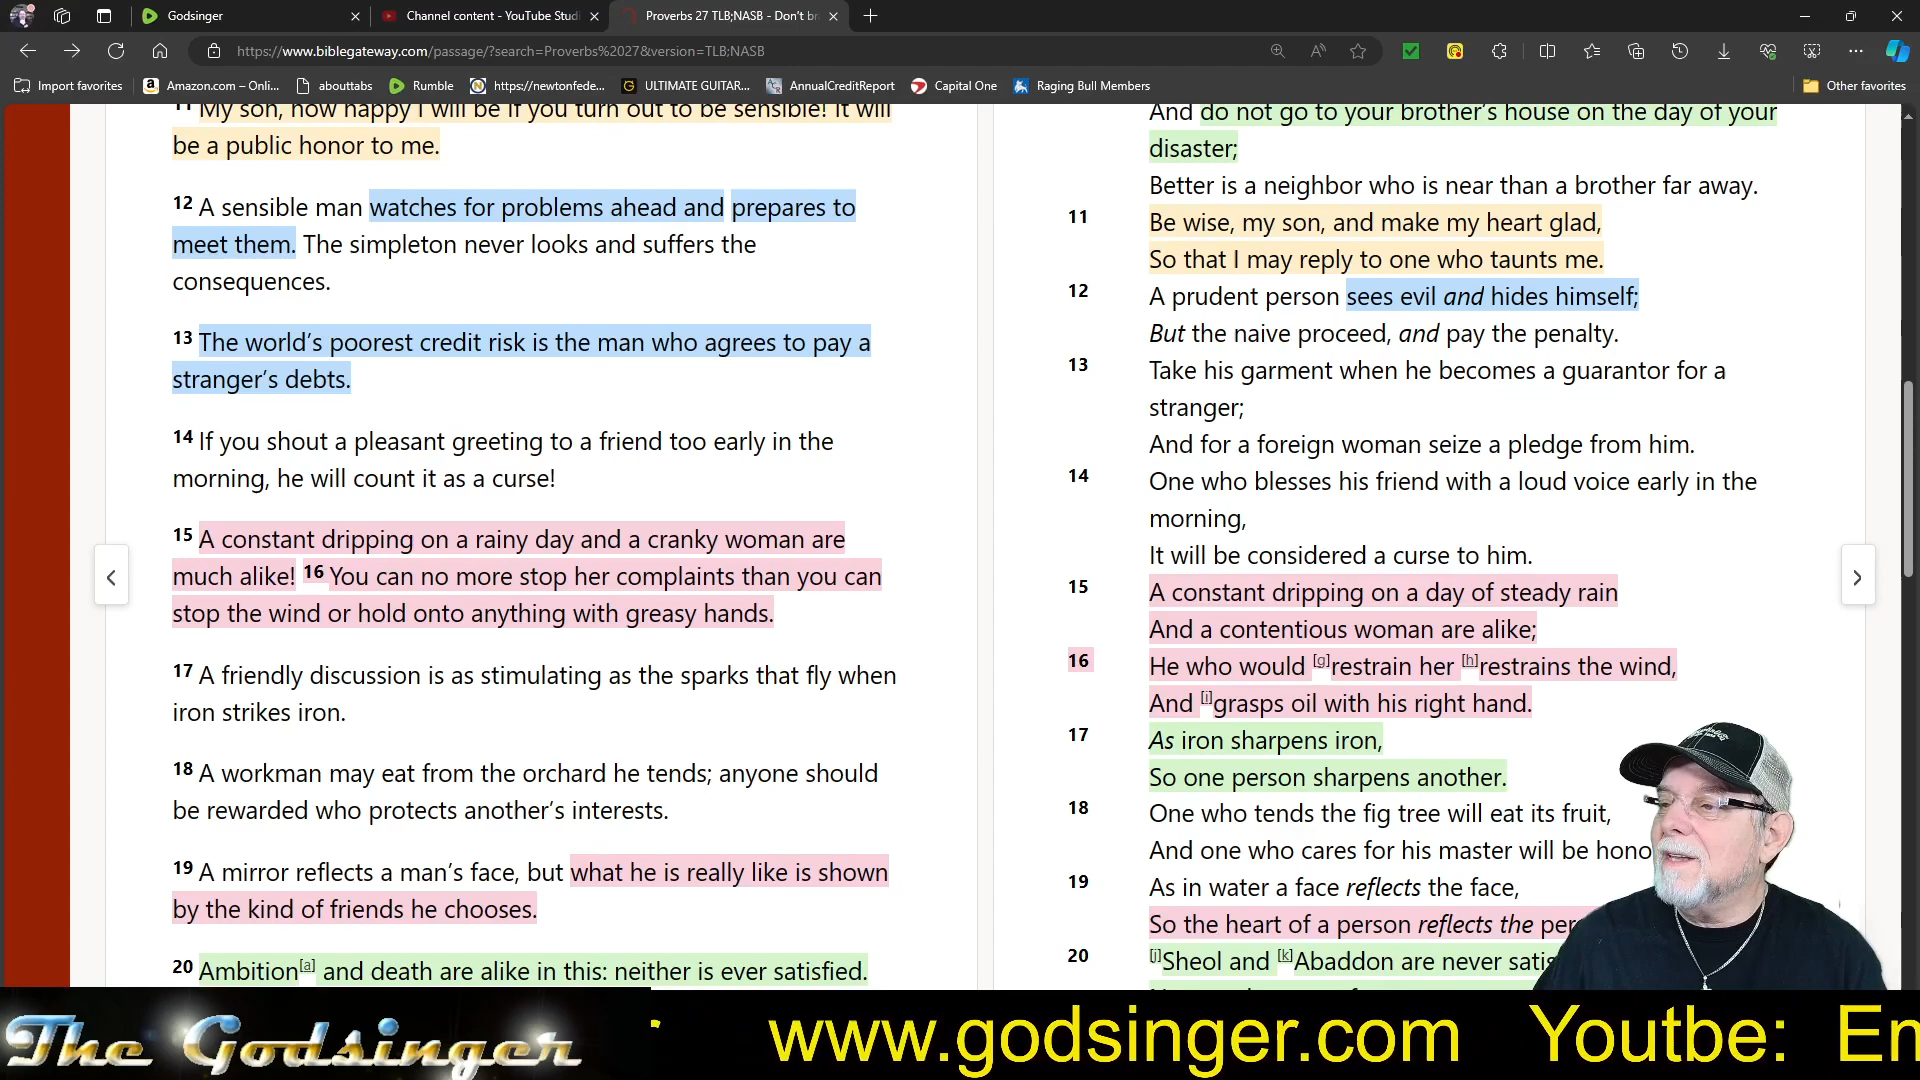 Godsinger
Channel content - YouTube Studi
Proverbs 27 TLB;NASB - Don't br
https://www.biblegateway.com/passage/?search=Proverbs%2027&version=TLB;NASB
Import favorites
Amazon.com – Onli...
abouttabs
Rumble
https://newtonfede...
ULTIMATE GUITAR...
AnnualCreditReport
Capital One
Raging Bull Members
Other favorites
11 My son, how happy I will be if you turn out to be sensible! It will
be a public honor to me.
12 A sensible man watches for problems ahead and prepares to
meet them. The simpleton never looks and suffers the
consequences.
13 The world’s poorest credit risk is the man who agrees to pay a
stranger’s debts.
14 If you shout a pleasant greeting to a friend too early in the
morning, he will count it as a curse!
15 A constant dripping on a rainy day and a cranky woman are
much alike! 16 You can no more stop her complaints than you can
stop the wind or hold onto anything with greasy hands.
17 A friendly discussion is as stimulating as the sparks that fly when
iron strikes iron.
18 A workman may eat from the orchard he tends; anyone should
be rewarded who protects another’s interests.
19 A mirror reflects a man’s face, but what he is really like is shown
by the kind of friends he chooses.
20 Ambition[a] and death are alike in this: neither is ever satisfied.
And do not go to your brother’s house on the day of your
disaster;
Better is a neighbor who is near than a brother far away.
11 Be wise, my son, and make my heart glad,
So that I may reply to one who taunts me.
12 A prudent person sees evil and hides himself;
But the naive proceed, and pay the penalty.
13 Take his garment when he becomes a guarantor for a
stranger;
And for a foreign woman seize a pledge from him.
14 One who blesses his friend with a loud voice early in the
morning,
It will be considered a curse to him.
15 A constant dripping on a day of steady rain
And a contentious woman are alike;
16 He who would [g]restrain her [h]restrains the wind,
And [i]grasps oil with his right hand.
17 As iron sharpens iron,
So one person sharpens another.
18 One who tends the fig tree will eat its fruit,
And one who cares for his master will be hono
19 As in water a face reflects the face,
So the heart of a person reflects the per
20 [j]Sheol and [k]Abaddon are never satis
The Godsinger
www.godsinger.com Youtbe: En